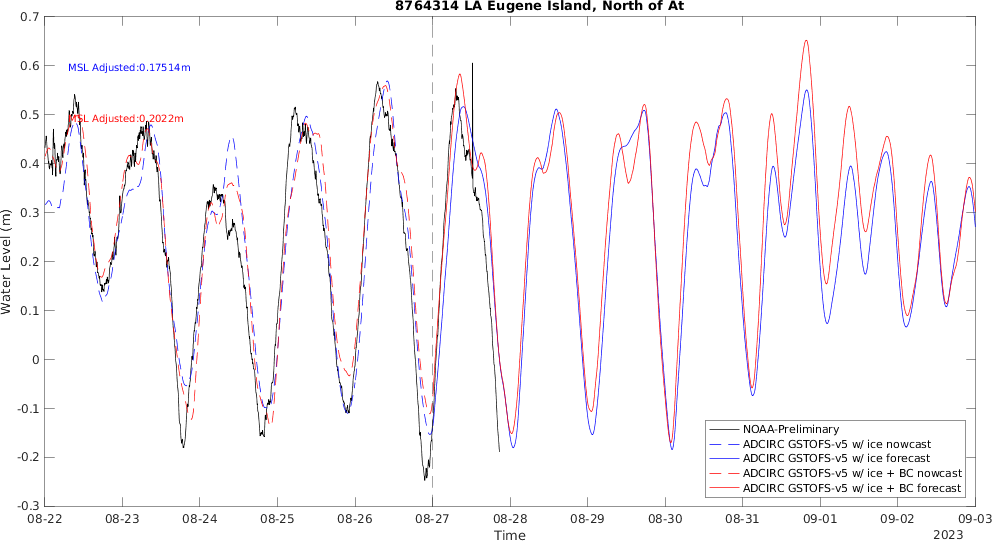 8764314 LA Eugene Island, North of At
0.7
0.6
0.5
0.4
0.3
0.2
0.1
0
-0.1
-0.2
-0.3
Water Level (m)
MSL Adjusted:0.17514m
MSL Adjusted:0.2022m
NOAA-Preliminary
ADCIRC GSTOFS-v5 w/ ice nowcast
ADCIRC GSTOFS-v5 w/ ice forecast
ADCIRC GSTOFS-v5 w/ ice + BC nowcast
ADCIRC GSTOFS-v5 w/ ice + BC forecast
08-22 08-23 08-24 08-25 08-26 08-27 08-28 08-29 08-30 08-31 09-01 09-02 09-03
Time
2023